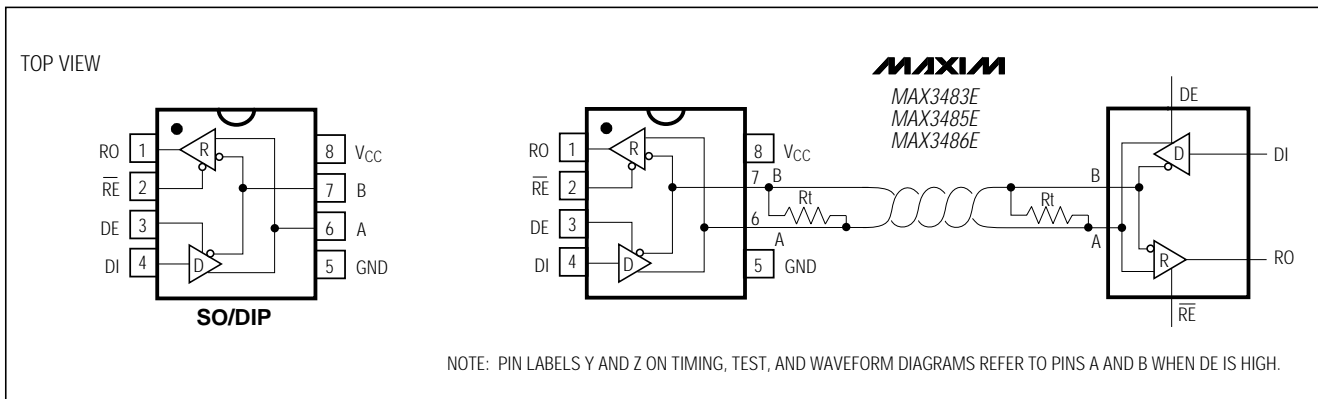 TOP VIEW
RO 1
RE 2
DE 3
DI 4
R
D
8 VCC
7 B
6 A
5 GND
SO/DIP
RO 1
RE 2
DE 3
DI 4
R
D
8 VCC
7 B
6 A
5 GND
Rt
MAXIM
MAX3483E
MAX3485E
MAX3486E
Rt
B
A
DE
D
DI
R
RO
RE
NOTE: PIN LABELS Y AND Z ON TIMING, TEST, AND WAVEFORM DIAGRAMS REFER TO PINS A AND B WHEN DE IS HIGH.